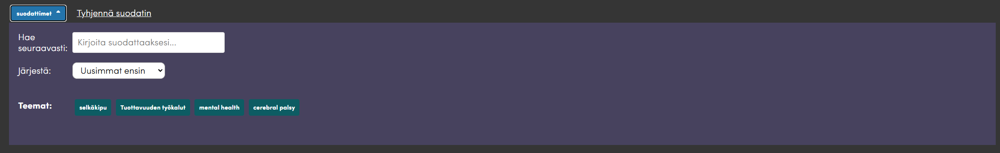 suodattimet Tyhjennä suodatin
Hae
seuraavasti:
Kirjoita suodattaaksesi...
Järjestä: Uusimmat ensin
Teemat: selkäkipu Tuottavuuden työkalut mental health cerebral palsy